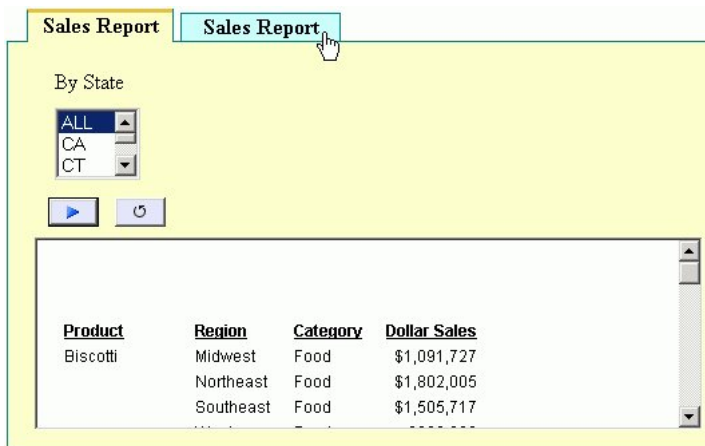 Sales Report Sales Report
By State
ALL
CA
CT
Product Region Category Dollar Sales
Biscotti Midwest Food $1,091,727
Northeast Food $1,802,005
Southeast Food $1,505,717